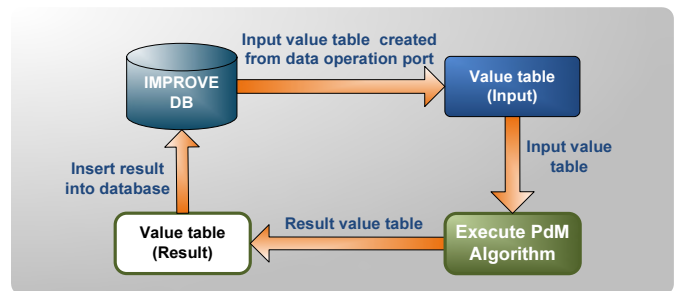 Input value table created
from data operation port
IMPROVE
DB
Value table
(Input)
Input value
table
Insert result
into database
Result value table
Value table
(Result)
Execute PdM
Algorithm